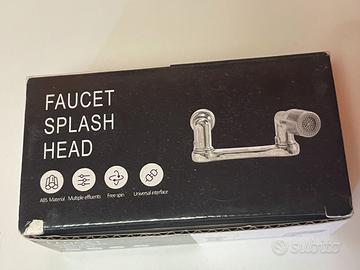 FAUCET
SPLASH
HEAD
ABS Material Multiple effluents Free spin Universal interface
subito